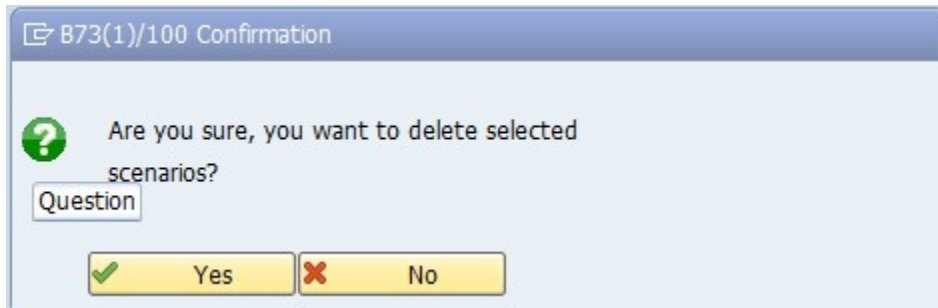 B73(1)/100 Confirmation
Are you sure, you want to delete selected
scenarios?
Question
Yes
No